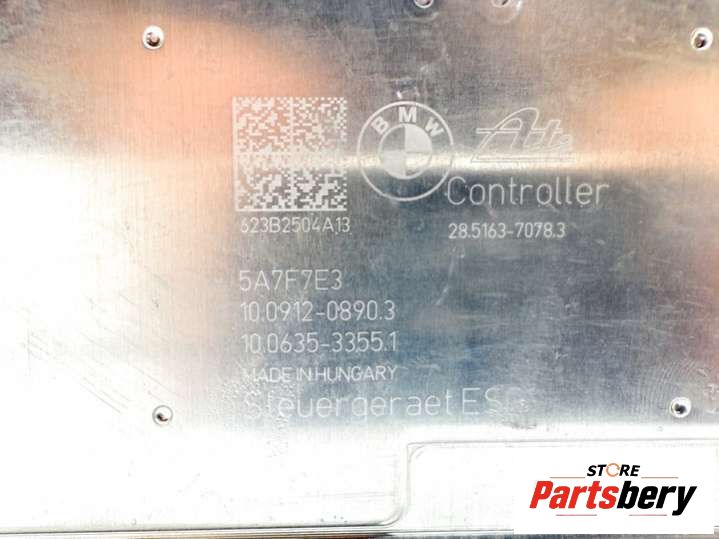 BMW
Ate
Controller
623B2504A13
28.5163-7078.3
5A7F7E3
10.0912-0890.3
10.0635-3355.1
MADE IN HUNGARY
Steuergeraet ESC
STORE
Partsbery